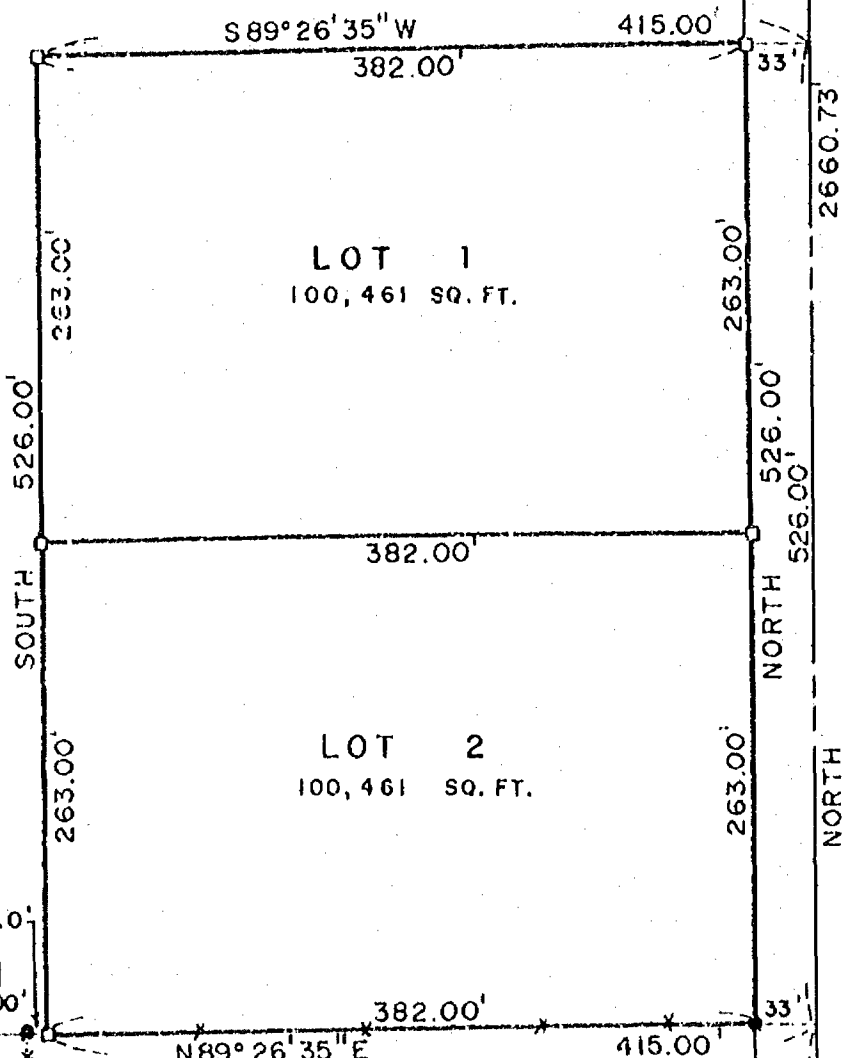 S89°26'35"W
415.00'
382.00'
33'
2660.73'
263.00'
263.00'
LOT 1
100,461 SQ. FT.
526.00'
526.00'
526.00'
382.00'
SOUTH
NORTH
NORTH
LOT 2
100,461 SQ. FT.
263.00'
263.00'
382.00'
33'
N89°26'35"E
415.00'